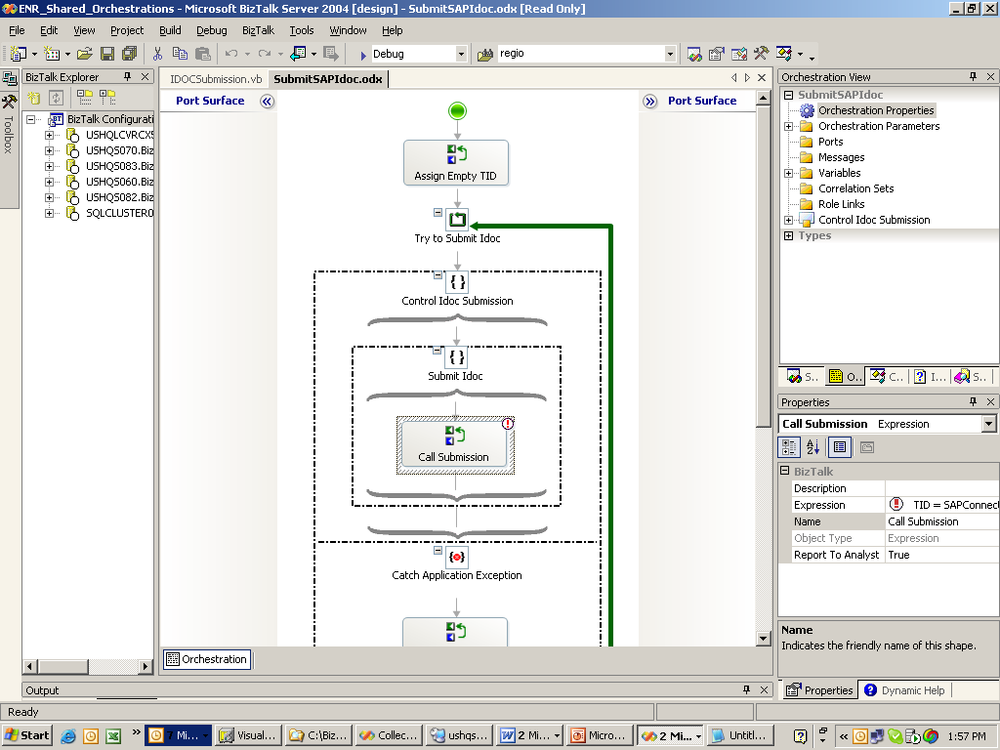 ENR_Shared_Orchestrations - Microsoft BizTalk Server 2004 [design] - SubmitSAPIdoc.odx [Read Only]
File Edit View Project Build Debug BizTalk Tools Window Help
Debug regio
BizTalk Explorer
IDOCSubmission.vb SubmitSAPIdoc.odx
Orchestration View
Toolbox
BizTalk Configurati
USHQLCVRCX5
USHQS070.Biz
USHQS083.Biz
USHQS060.Biz
USHQS082.Biz
SQLCLUSTER0
Port Surface
Port Surface
Assign Empty TID
Try to Submit Idoc
Control Idoc Submission
Submit Idoc
Call Submission
Catch Application Exception
Orchestration
SubmitSAPIdoc
Orchestration Properties
Orchestration Parameters
Ports
Messages
Variables
Correlation Sets
Role Links
Control Idoc Submission
Types
S.. O.. C.. I... S..
Properties
Call Submission Expression
BizTalk
Description
Expression TID = SAPConnect
Name Call Submission
Object Type Expression
Report To Analyst True
Name
Indicates the friendly name of this shape.
Properties Dynamic Help
Output
Ready
Start 7 Mi... Visual... C:\Biz... Collec... ushqs... 2 Mi... Micros... 2 Mi... Untitl... 1:57 PM